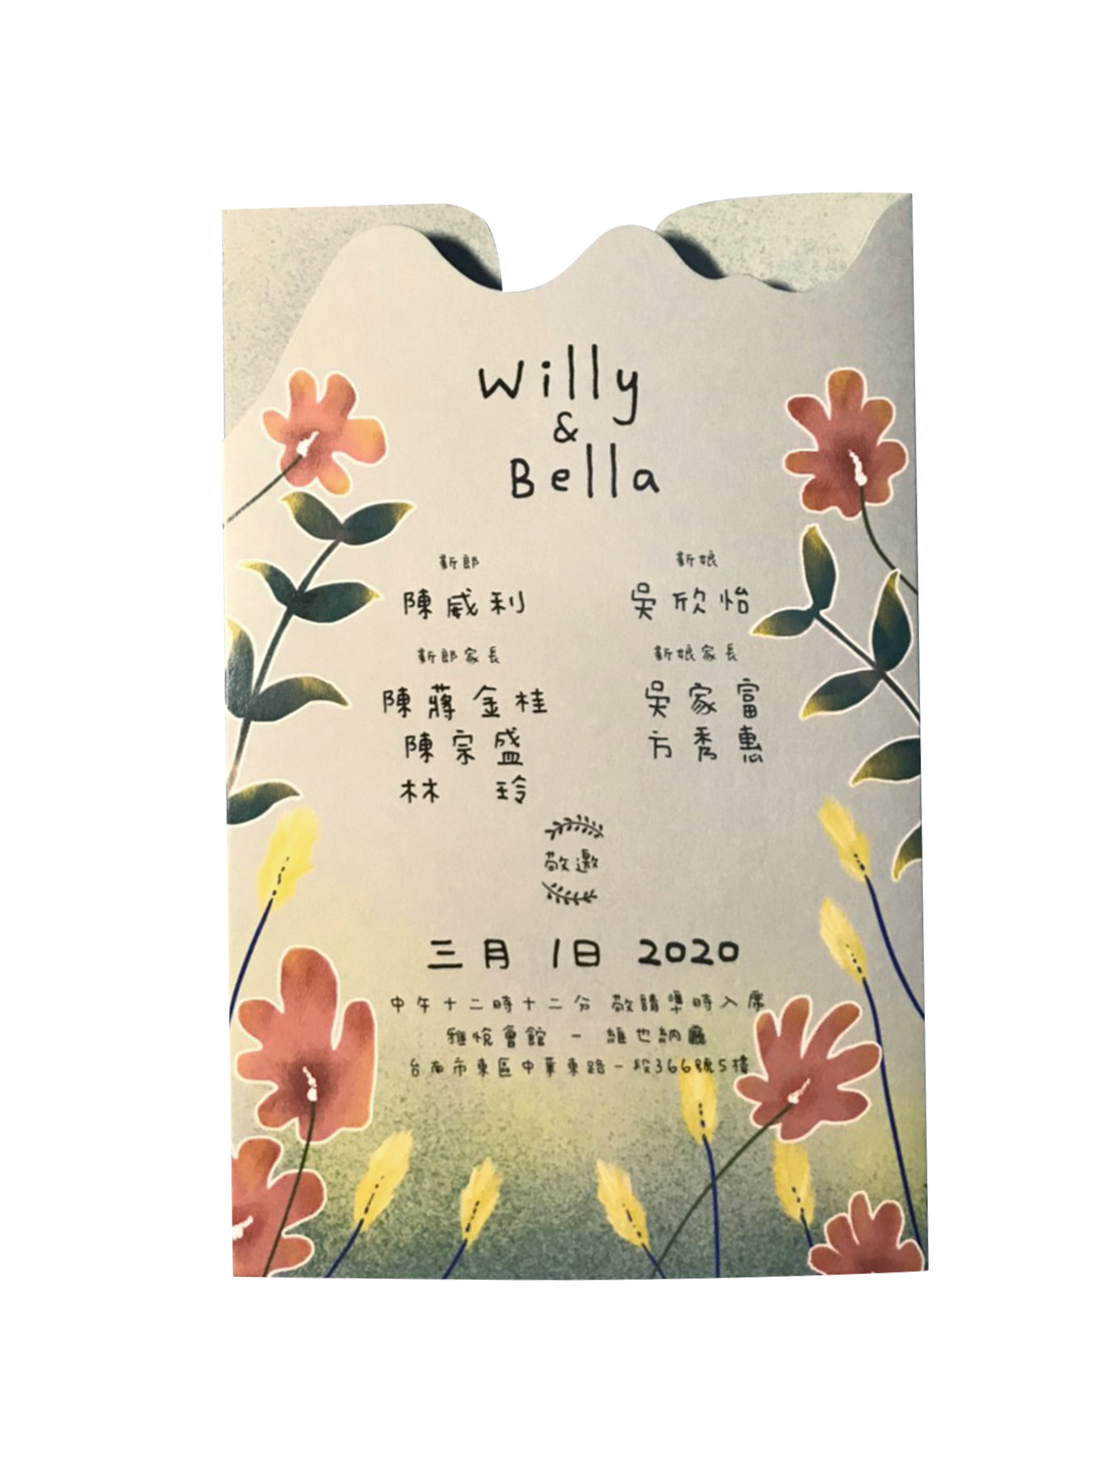 Willy
&
Bella
新郎
新娘
陳威利
吳欣怡
新郎家長
新娘家長
陳蔣金桂
吳家富
陳宗盛
方秀惠
林 玲
敬邀
三月 1日 2020
中午十二時十二分 敬請準時入席
雅悅會館 - 維也納廳
台南市東區中華東路一段366號5樓